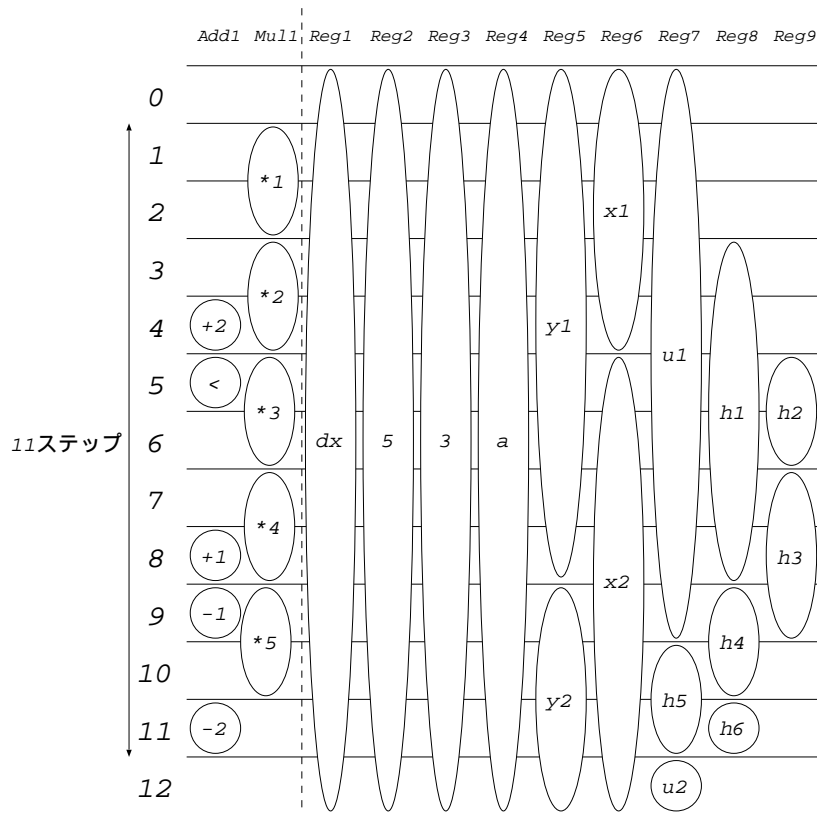 Add1 Mul1 Reg1 Reg2 Reg3 Reg4 Reg5 Reg6 Reg7 Reg8 Reg9
0
1
*1
2
x1
3
*2
4
+2
y1
u1
5
<
*3
h1
h2
11ステップ
6
dx
5
3
a
7
*4
8
+1
h3
x2
9
-1
*5
h4
10
y2
h5
11
-2
h6
12
u2